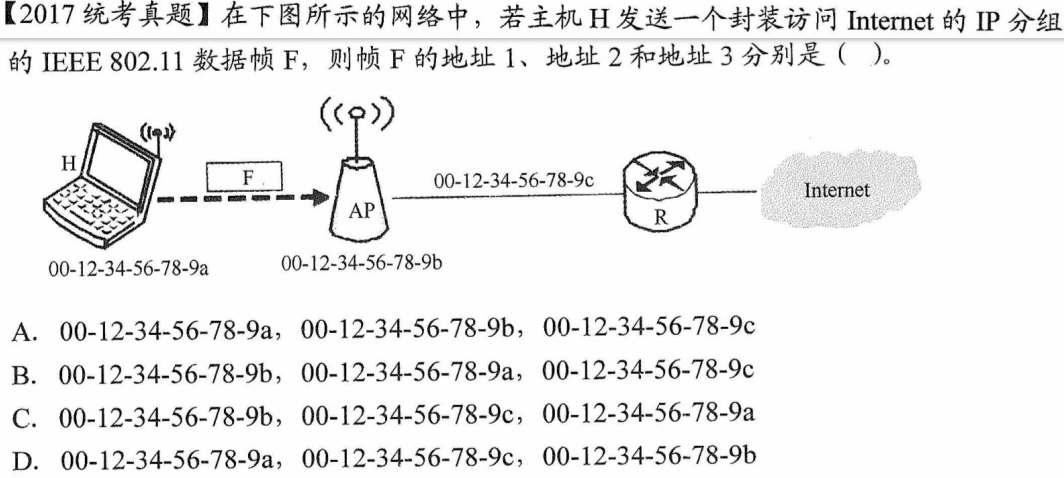 【2017 统考真题】在下图所示的网络中，若主机 H 发送一个封装访问 Internet 的 IP 分组
的 IEEE 802.11 数据帧 F，则帧 F 的地址 1、地址 2 和地址 3 分别是（ ）。
H
F
AP
00-12-34-56-78-9c
R
Internet
00-12-34-56-78-9a
00-12-34-56-78-9b
A. 00-12-34-56-78-9a，00-12-34-56-78-9b，00-12-34-56-78-9c
B. 00-12-34-56-78-9b，00-12-34-56-78-9a，00-12-34-56-78-9c
C. 00-12-34-56-78-9b，00-12-34-56-78-9c，00-12-34-56-78-9a
D. 00-12-34-56-78-9a，00-12-34-56-78-9c，00-12-34-56-78-9b